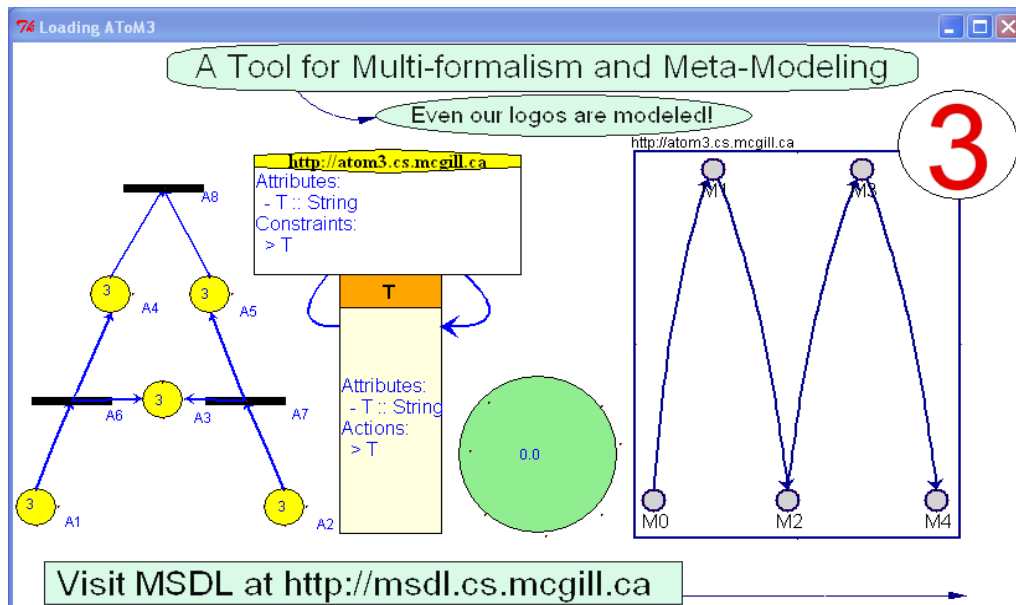 Loading AToM3
A Tool for Multi-formalism and Meta-Modeling
Even our logos are modeled!
3
http://atom3.cs.mcgill.ca
http://atom3.cs.mcgill.ca
Attributes:
- T :: String
Constraints:
> T
T
Attributes:
- T :: String
Actions:
> T
A8
3
A4
3
A5
3
A6
A3
A7
3
A1
3
A2
0.0
M1
M3
M0
M2
M4
Visit MSDL at http://msdl.cs.mcgill.ca